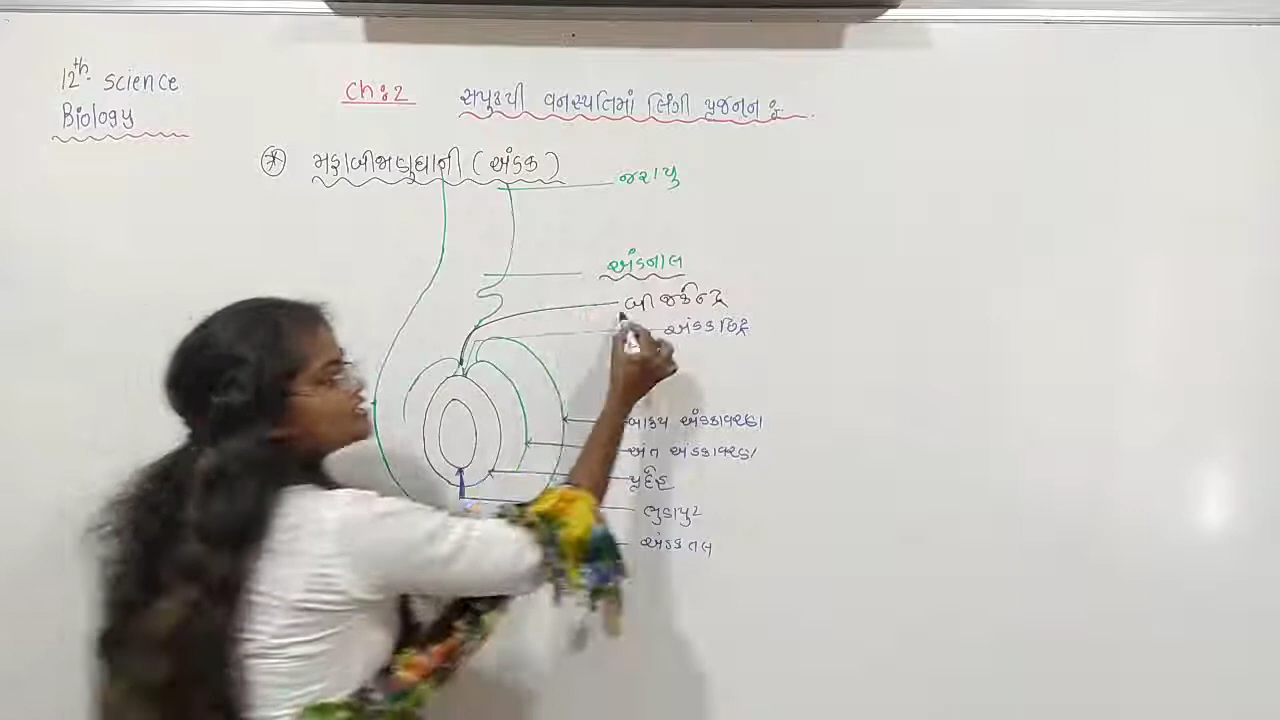 12th. science
Biology
Ch:2
સપુષ્પી વનસ્પતિમાં લિંગી પ્રજનન :
* મહાબીજાણુધાની (અંડક)
જરાયુ
અંડનાલ
બીજકેન્દ્ર
અંડકછિદ્ર
બાહ્ય અંડકાવરણ
અંત અંડકાવરણ
પ્રદેહ
ભ્રુણપુટ
અંડકતલ